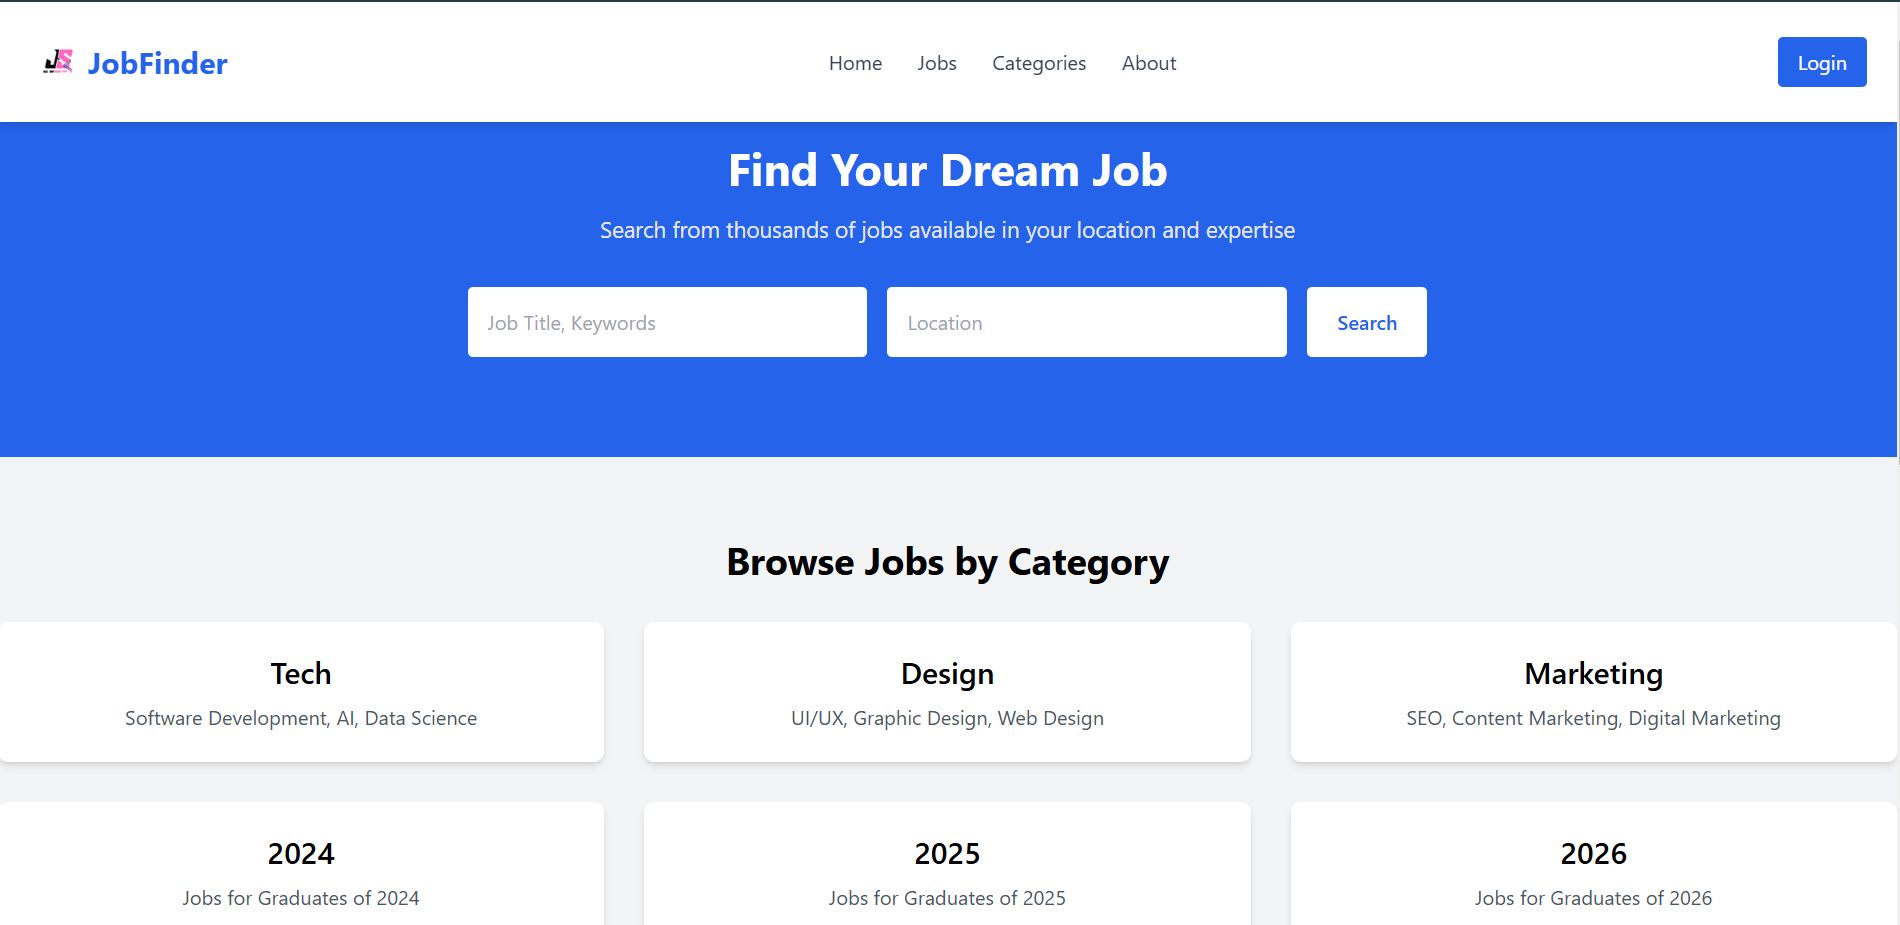 JS JobFinder Home Jobs Categories About Login
Find Your Dream Job
Search from thousands of jobs available in your location and expertise
Job Title, Keywords Location Search
Browse Jobs by Category
Tech Design Marketing
Software Development, AI, Data Science UI/UX, Graphic Design, Web Design SEO, Content Marketing, Digital Marketing
2024 2025 2026
Jobs for Graduates of 2024 Jobs for Graduates of 2025 Jobs for Graduates of 2026